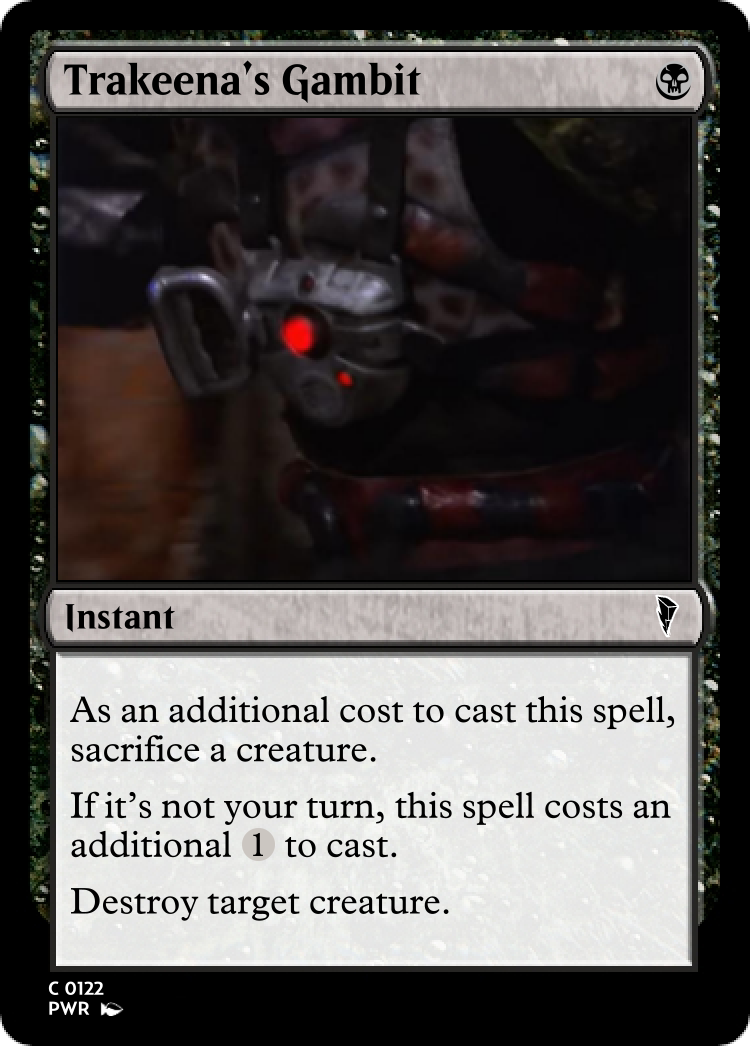 Trakeena's Gambit
Instant
As an additional cost to cast this spell,
sacrifice a creature.
If it's not your turn, this spell costs an
additional 1 to cast.
Destroy target creature.
C 0122
PWR